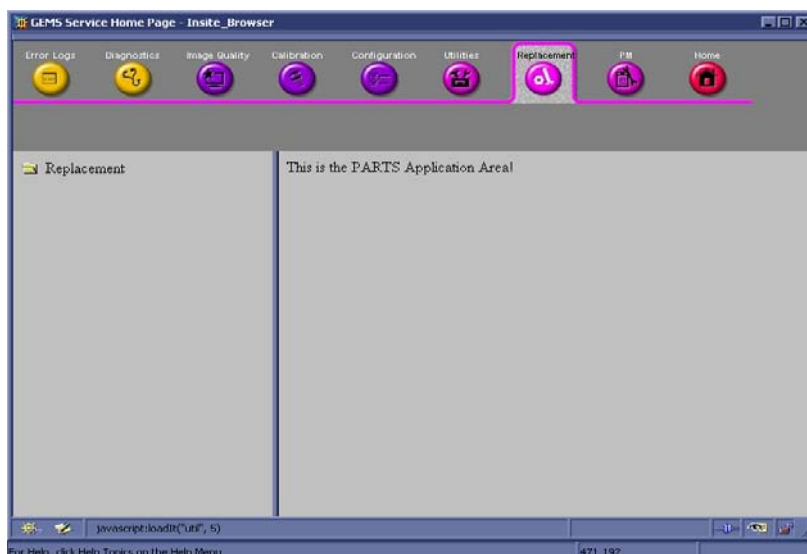 GEMS Service Home Page - Insite_Browser
Error Logs Diagnostics Image Quality Calibration Configuration Utilities Replacement PM Home
Replacement
This is the PARTS Application Area!
javascript:loadIt("util", 5)
For Help, click Help Topics on the Help Menu
471,192